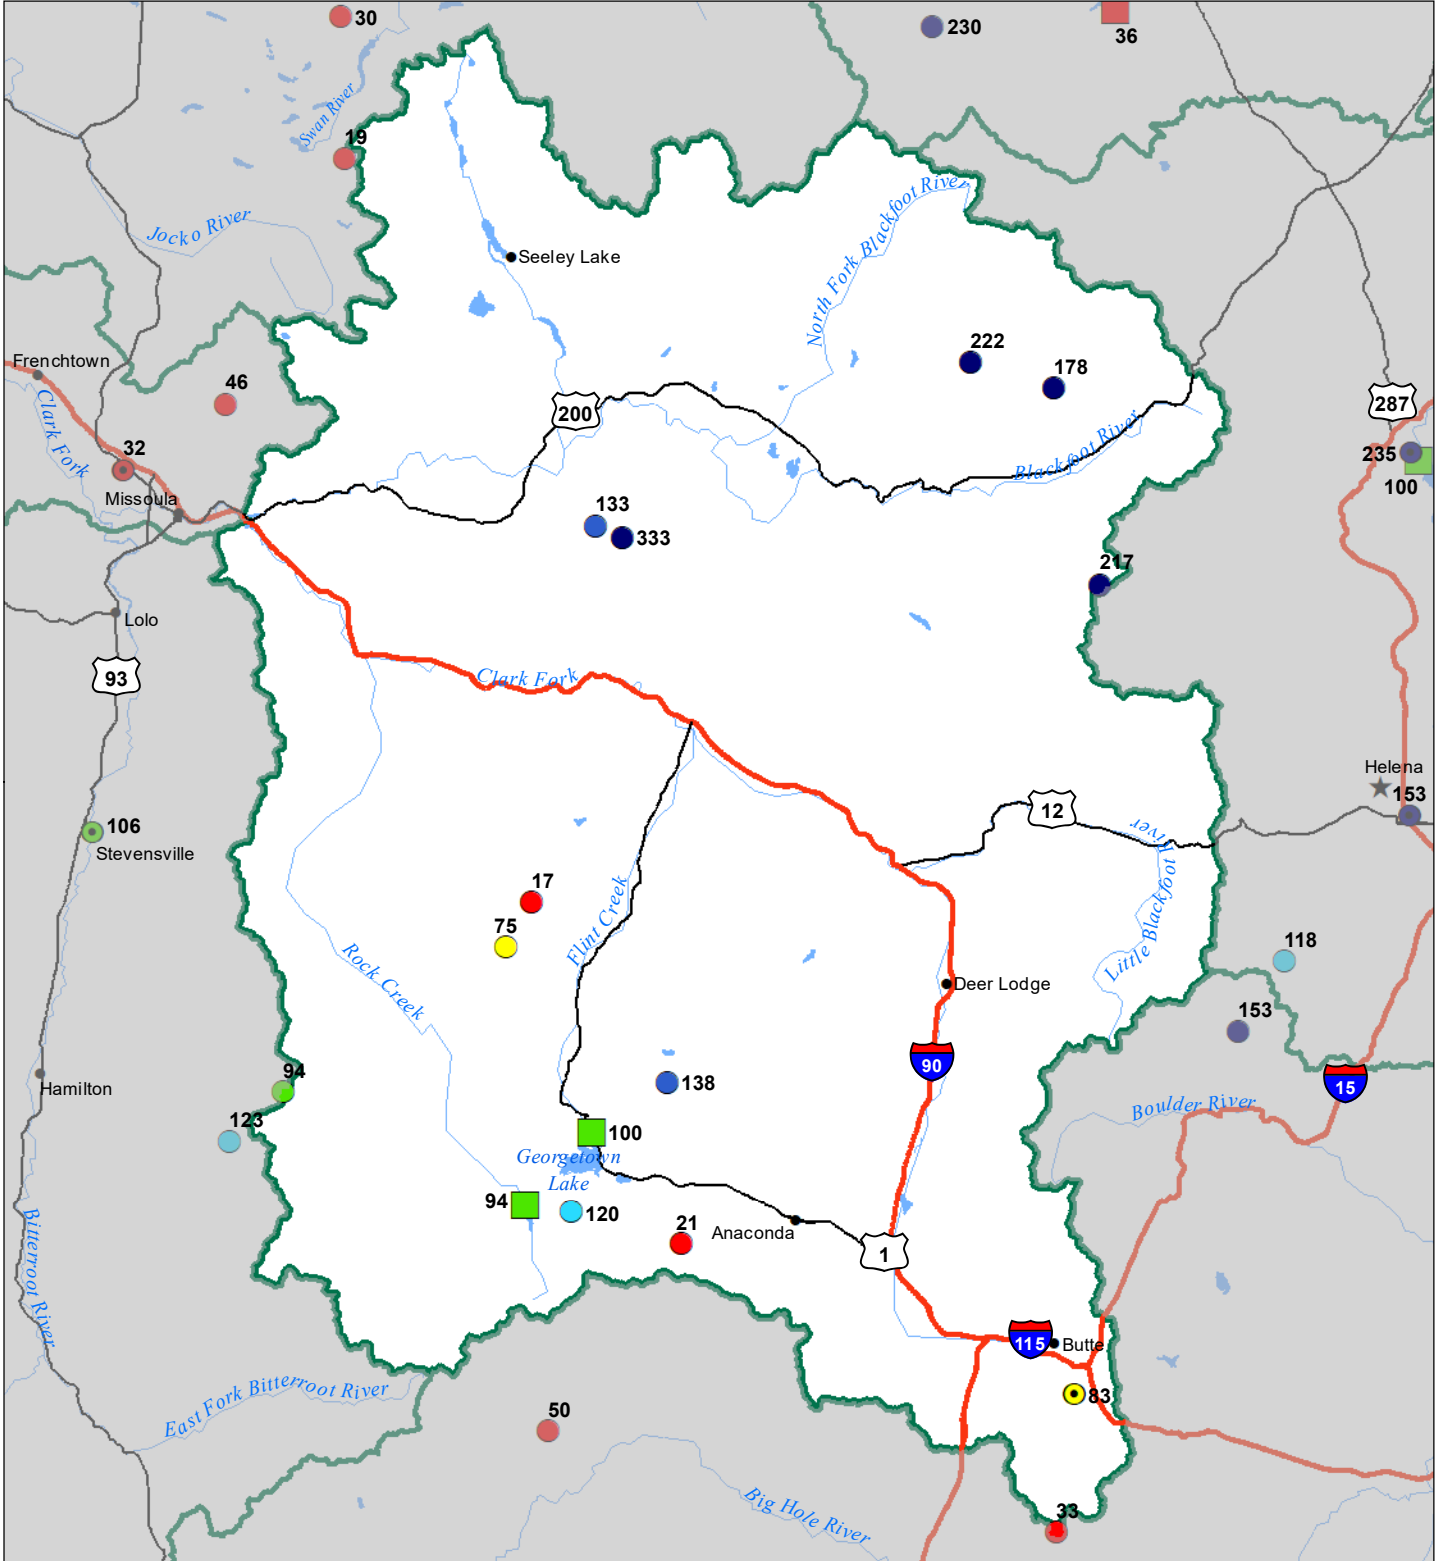 30
230
36
Swan River
19
Jocko River
North Fork Blackfoot River
Seeley Lake
222
178
Frenchtown
46
200
287
Clark Fork
32
Blackfoot River
235
100
Missoula
133
333
217
Lolo
93
Clark Fork
Helena
153
12
106
Stevensville
Little Blackfoot River
17
75
Flint Creek
118
Rock Creek
Deer Lodge
153
90
94
138
15
Hamilton
Boulder River
123
100
Georgetown
Lake
94
120
21
Anaconda
1
Bitterroot River
115
Butte
83
East Fork Bitterroot River
50
Big Hole River
33